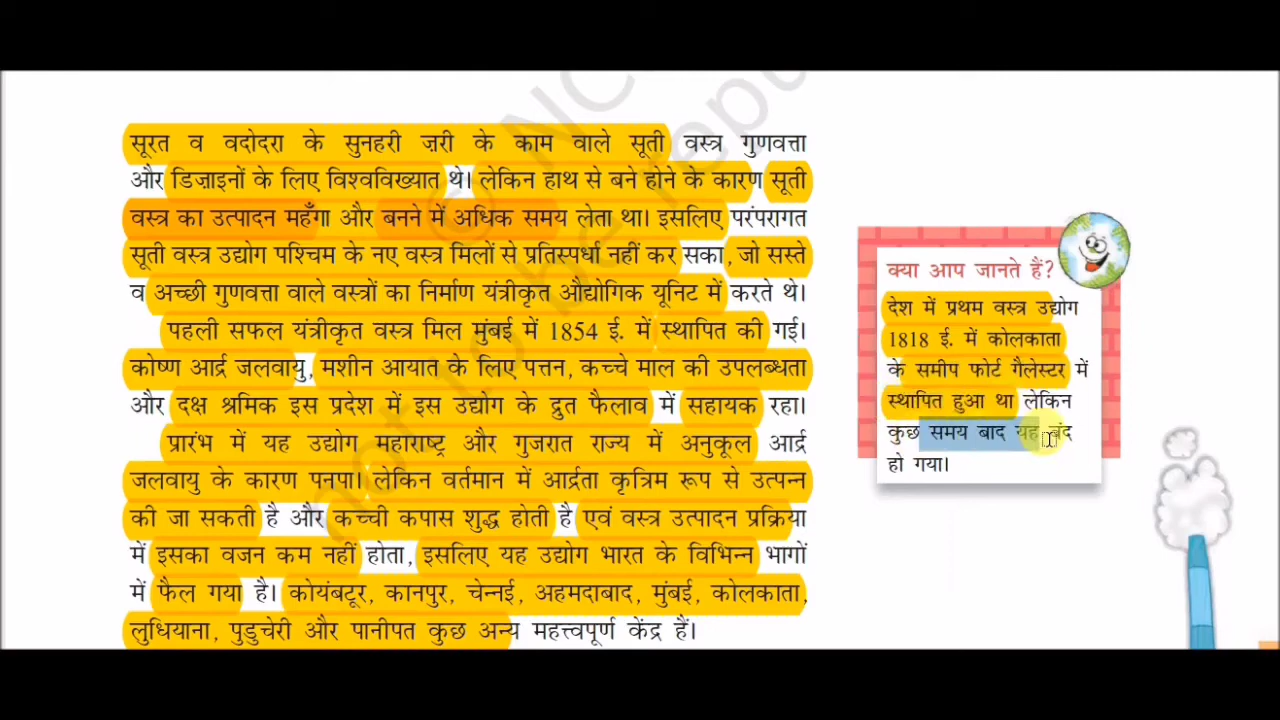 सूरत व वदोदरा के सुनहरी ज़री के काम वाले सूती वस्त्र गुणवत्ता
और डिज़ाइनों के लिए विश्वविख्यात थे। लेकिन हाथ से बने होने के कारण सूती
वस्त्र का उत्पादन महँगा और बनने में अधिक समय लेता था। इसलिए परंपरागत
सूती वस्त्र उद्योग पश्चिम के नए वस्त्र मिलों से प्रतिस्पर्धा नहीं कर सका, जो सस्ते
व अच्छी गुणवत्ता वाले वस्त्रों का निर्माण यंत्रीकृत औद्योगिक यूनिट में करते थे।
पहली सफल यंत्रीकृत वस्त्र मिल मुंबई में 1854 ई. में स्थापित की गई।
कोष्ण आर्द्र जलवायु, मशीन आयात के लिए पत्तन, कच्चे माल की उपलब्धता
और दक्ष श्रमिक इस प्रदेश में इस उद्योग के द्रुत फैलाव में सहायक रहा।
प्रारंभ में यह उद्योग महाराष्ट्र और गुजरात राज्य में अनुकूल आर्द्र
जलवायु के कारण पनपा। लेकिन वर्तमान में आर्द्रता कृत्रिम रूप से उत्पन्न
की जा सकती है और कच्ची कपास शुद्ध होती है एवं वस्त्र उत्पादन प्रक्रिया
में इसका वजन कम नहीं होता, इसलिए यह उद्योग भारत के विभिन्न भागों
में फैल गया है। कोयंबटूर, कानपुर, चेन्नई, अहमदाबाद, मुंबई, कोलकाता,
लुधियाना, पुडुचेरी और पानीपत कुछ अन्य महत्त्वपूर्ण केंद्र हैं।
क्या आप जानते हैं?
देश में प्रथम वस्त्र उद्योग
1818 ई. में कोलकाता
के समीप फोर्ट गैलेस्टर में
स्थापित हुआ था लेकिन
कुछ समय बाद यह बंद
हो गया।
© NC
not to be repu